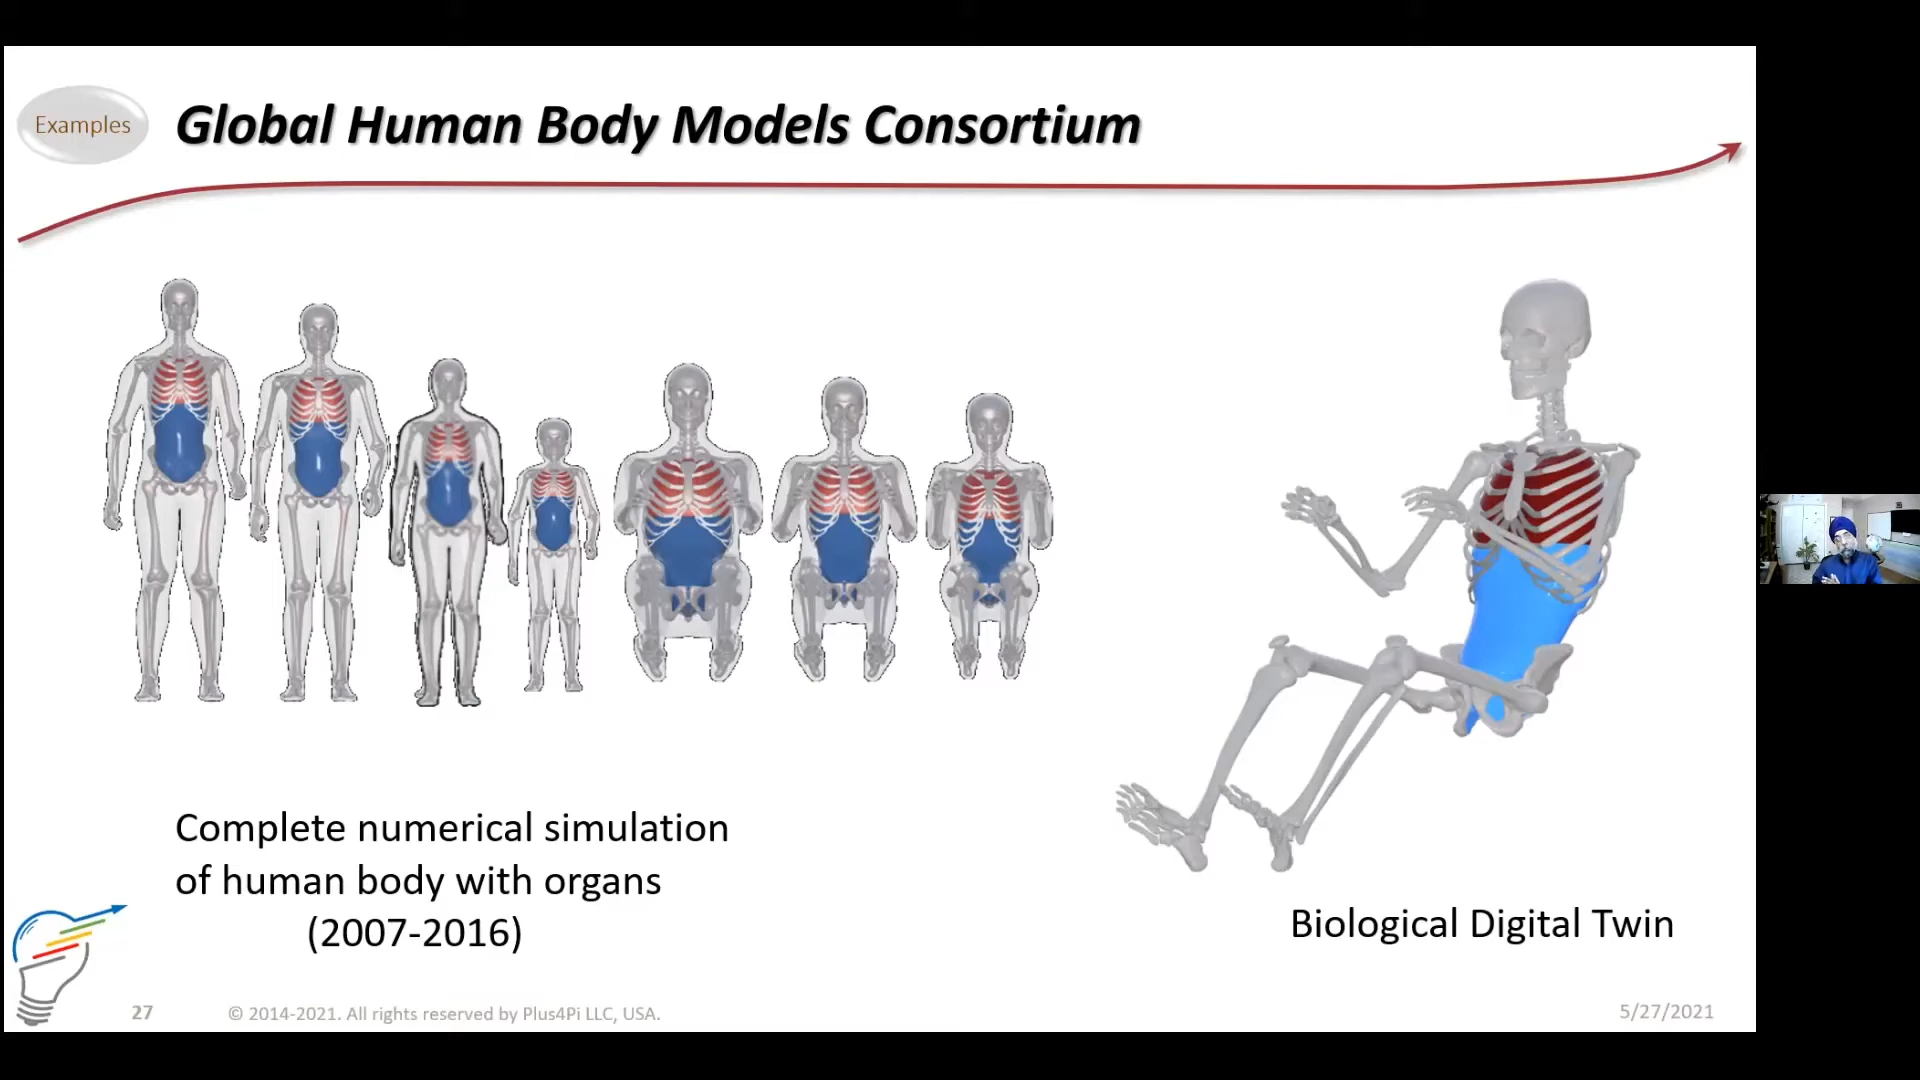 Examples
Global Human Body Models Consortium
Complete numerical simulation
of human body with organs
(2007-2016)
Biological Digital Twin
27
© 2014-2021. All rights reserved by Plus4Pi LLC, USA.
5/27/2021